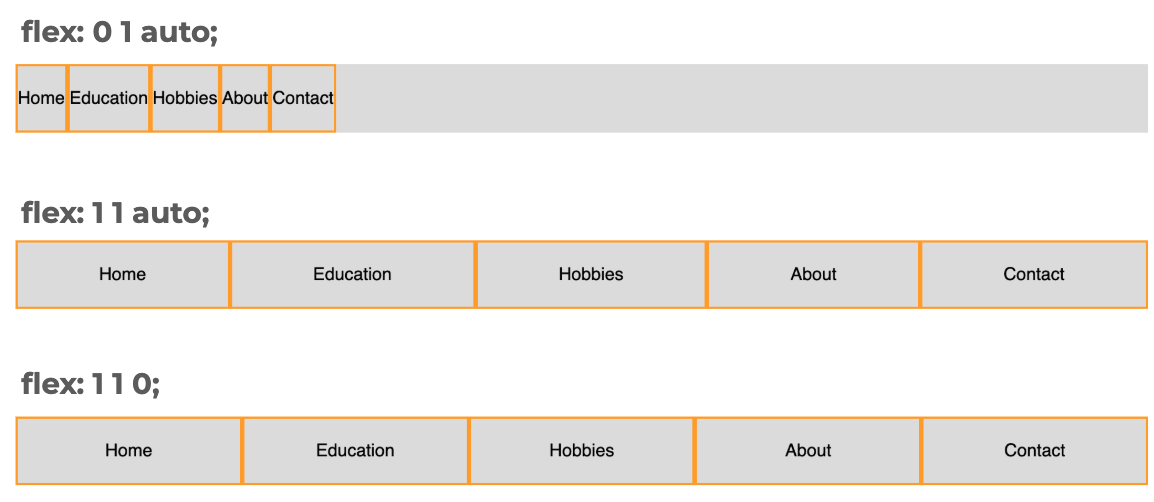 flex: 0 1 auto;
Home Education Hobbies About Contact
flex: 1 1 auto;
Home Education Hobbies About Contact
flex: 1 1 0;
Home Education Hobbies About Contact